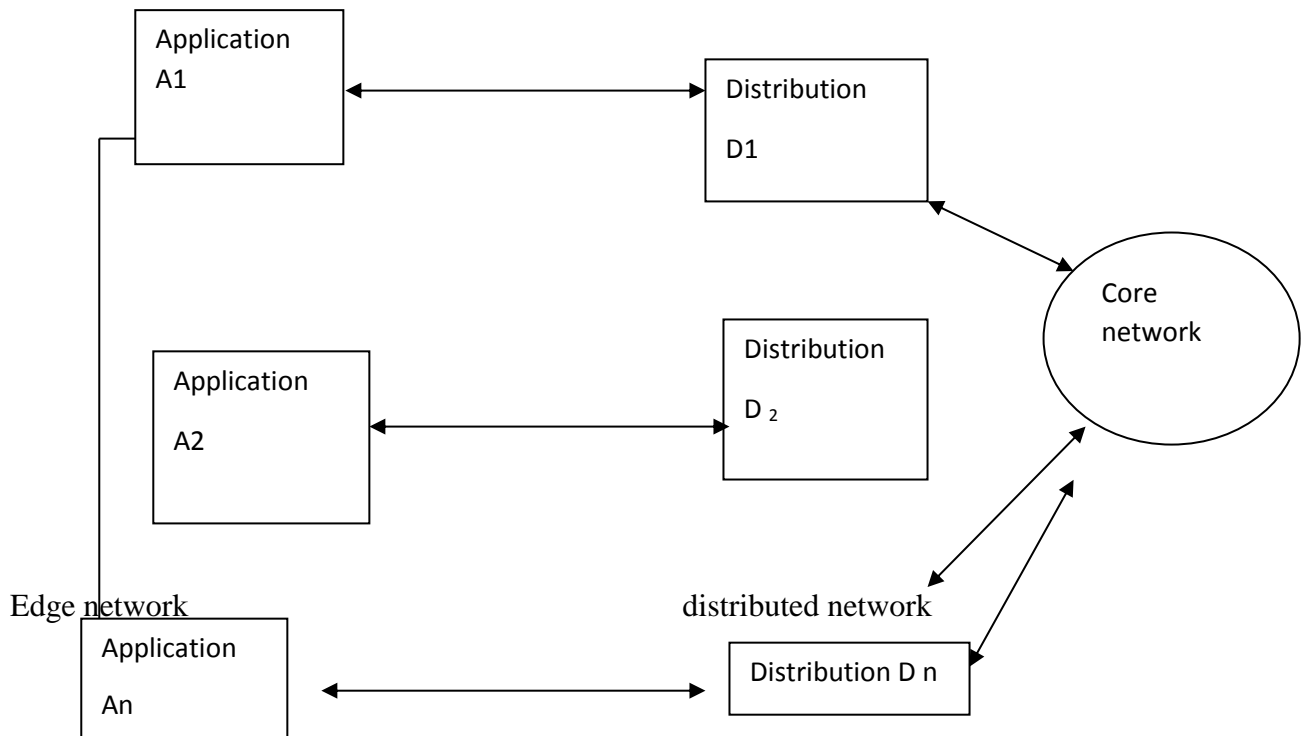 Application
A1
Distribution
D1
Core
network
Distribution
D ₂
Application
A2
Edge network
distributed network
Application
An
Distribution D n